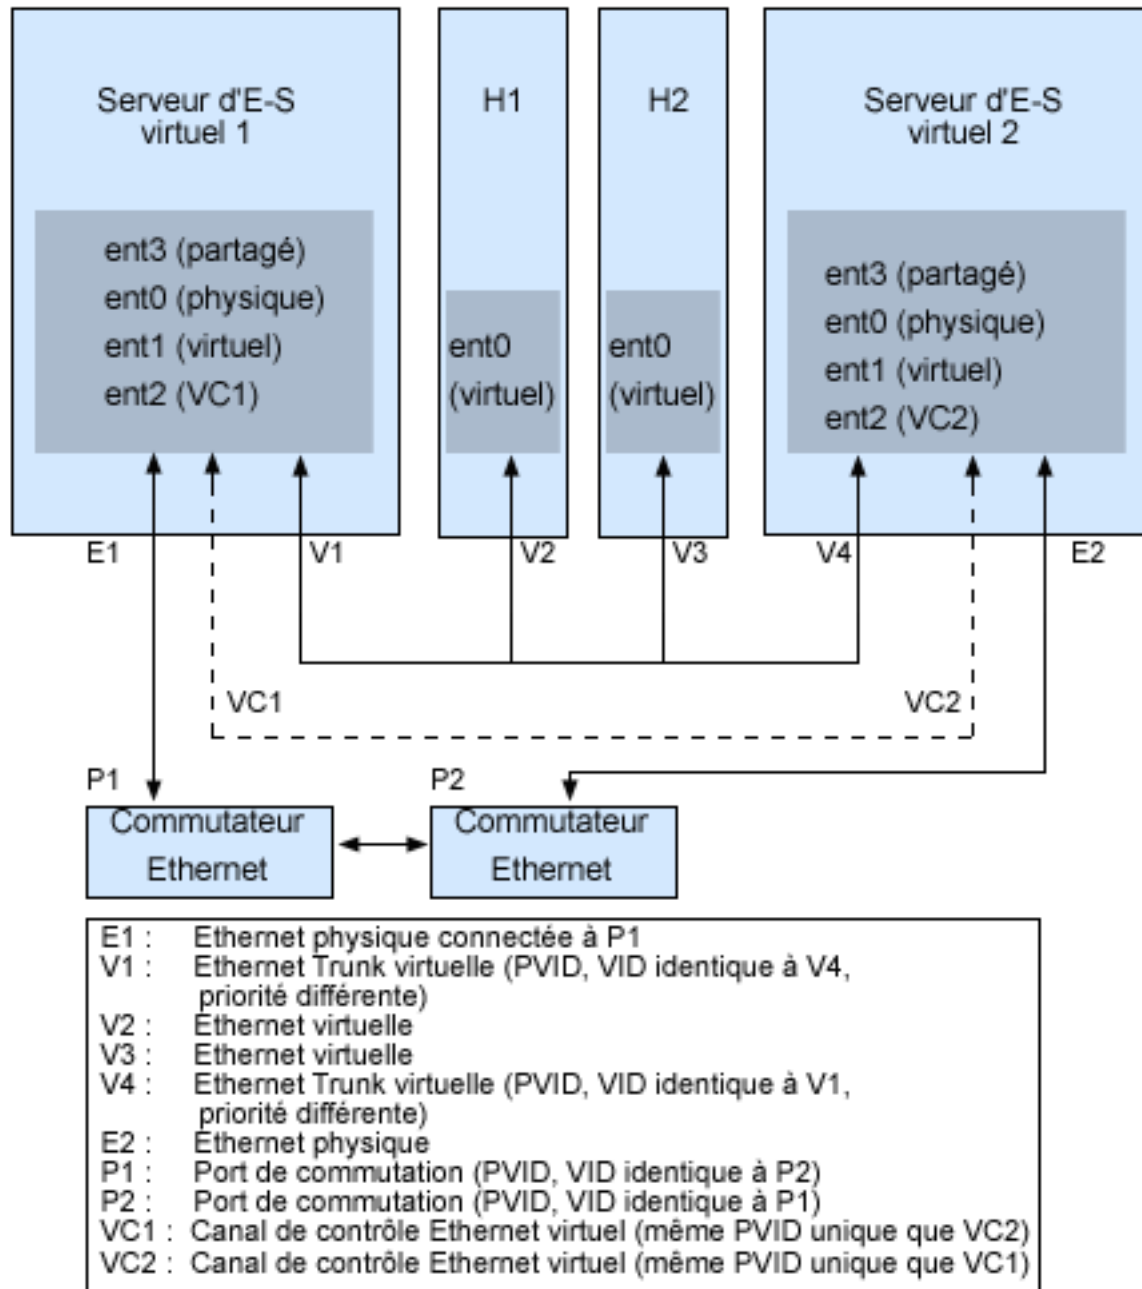 Serveur d'E-S
virtuel 1
H1
H2
Serveur d'E-S
virtuel 2
ent3 (partagé)
ent0 (physique)
ent1 (virtuel)
ent2 (VC1)
ent0
(virtuel)
ent0
(virtuel)
ent3 (partagé)
ent0 (physique)
ent1 (virtuel)
ent2 (VC2)
E1
V1
V2
V3
V4
E2
VC1
VC2
P1
P2
Commutateur
Ethernet
Commutateur
Ethernet
E1 : Ethernet physique connectée à P1
V1 : Ethernet Trunk virtuelle (PVID, VID identique à V4,
priorité différente)
V2 : Ethernet virtuelle
V3 : Ethernet virtuelle
V4 : Ethernet Trunk virtuelle (PVID, VID identique à V1,
priorité différente)
E2 : Ethernet physique
P1 : Port de commutation (PVID, VID identique à P2)
P2 : Port de commutation (PVID, VID identique à P1)
VC1 : Canal de contrôle Ethernet virtuel (même PVID unique que VC2)
VC2 : Canal de contrôle Ethernet virtuel (même PVID unique que VC1)